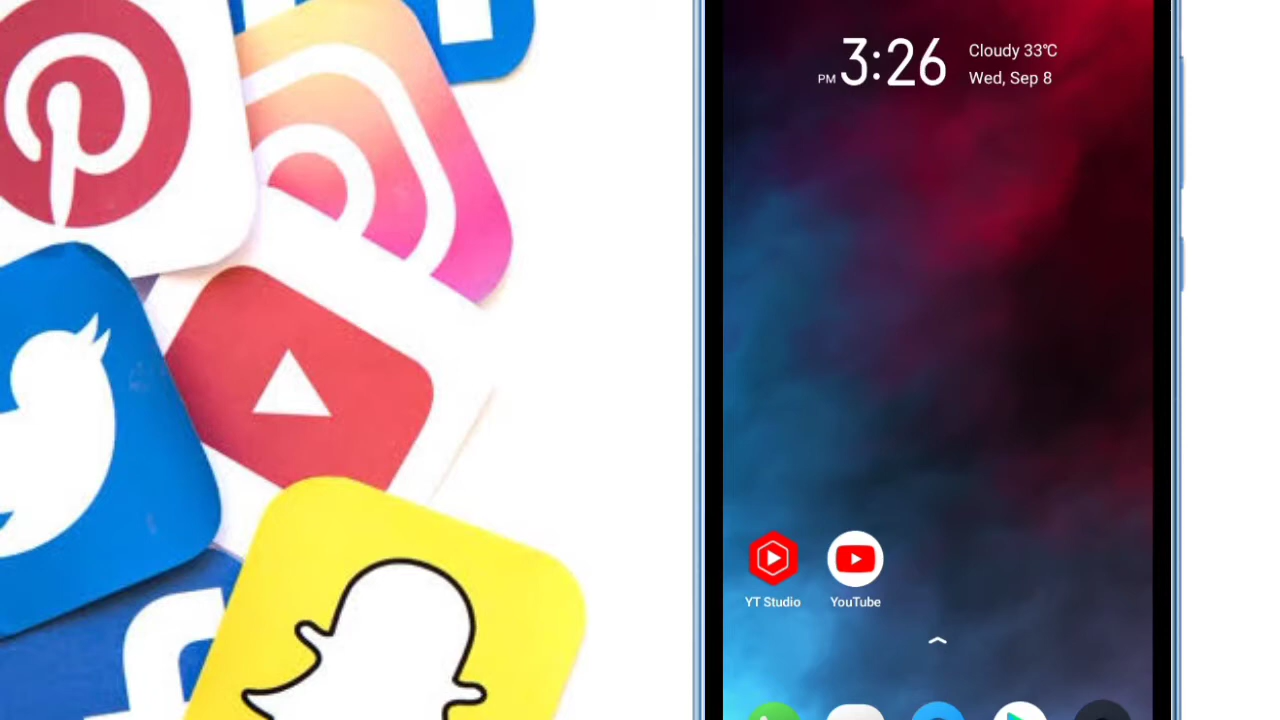 PM 3:26
Cloudy 33℃
Wed, Sep 8
YT Studio
YouTube